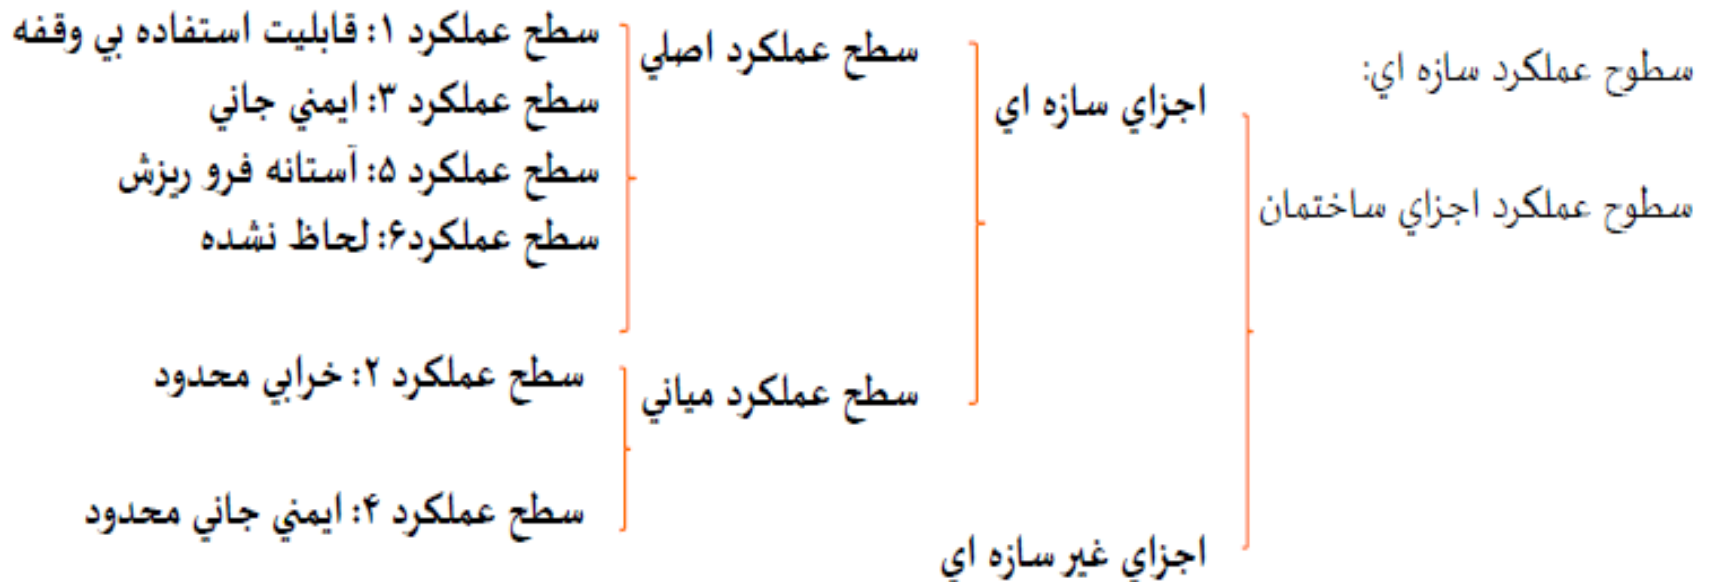 سطوح عملکرد سازه اي:
سطوح عملکرد اجزاي ساختمان
اجزاي سازه اي
سطح عملکرد اصلي
سطح عملکرد ۱: قابليت استفاده بي وقفه
سطح عملکرد ۳: ايمني جاني
سطح عملکرد ۵: آستانه فرو ريزش
سطح عملکرد۶: لحاظ نشده
سطح عملکرد مياني
سطح عملکرد ۲: خرابي محدود
سطح عملکرد ۴: ايمني جاني محدود
اجزاي غير سازه اي